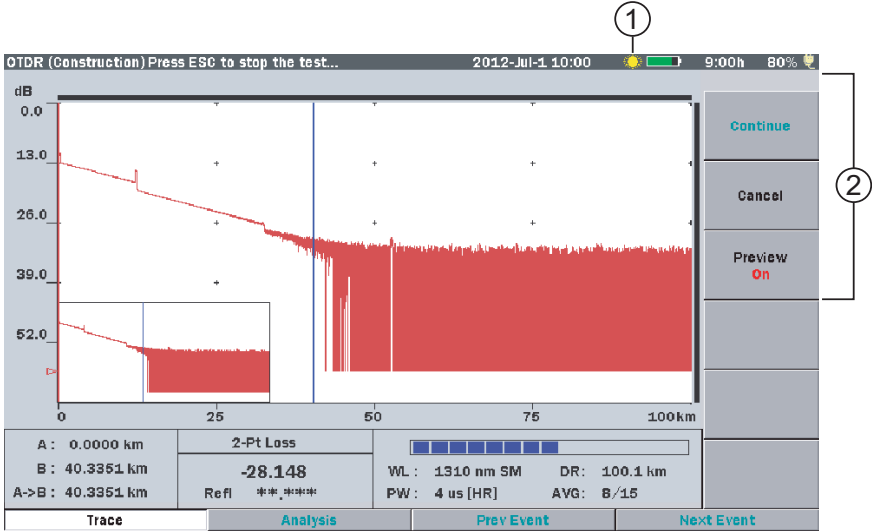 1
OTDR (Construction) Press ESC to stop the test... 2012-Jul-1 10:00 9:00h 80%
dB
0.0
13.0
26.0
39.0
52.0
0 25 50 75 100km
Continue
Cancel
2
Preview
On
A: 0.0000 km
B: 40.3351 km
A->B: 40.3351 km
2-Pt Loss
-28.148
Refl **.***
WL: 1310 nm SM DR: 100.1 km
PW: 4 us [HR] AVG: 8/15
Trace Analysis Prev Event Next Event